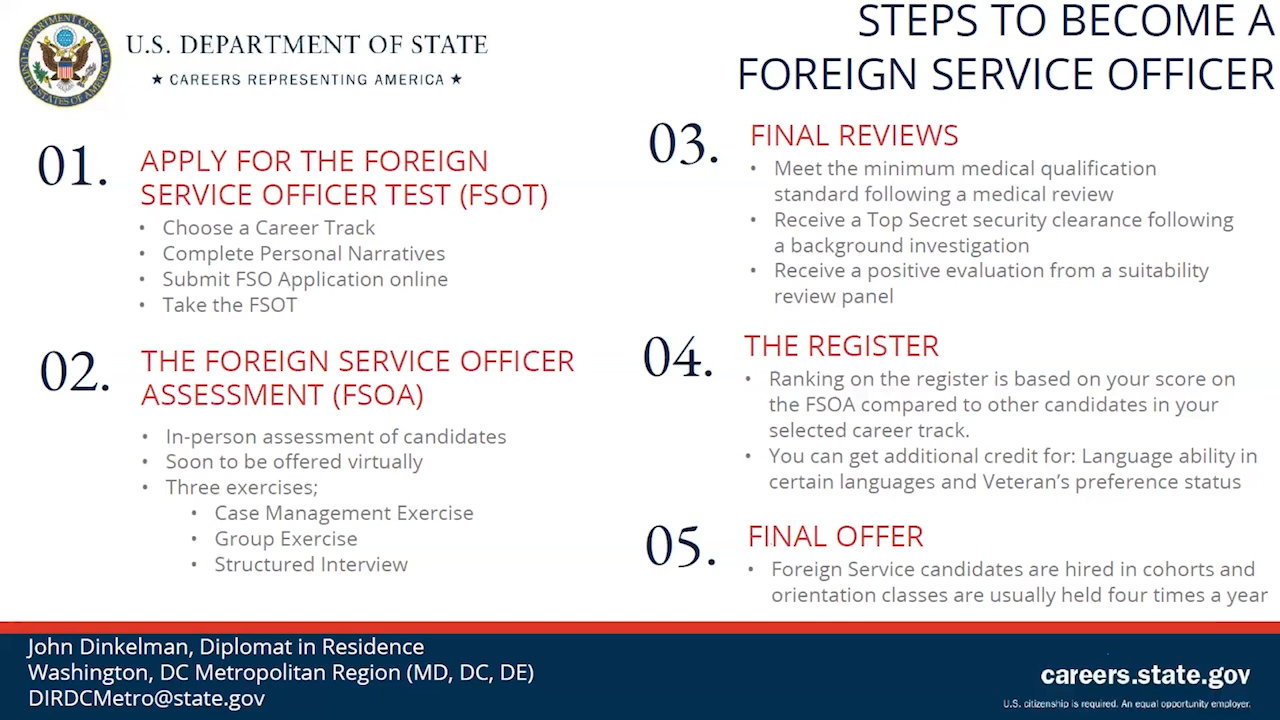 U.S. DEPARTMENT OF STATE
★ CAREERS REPRESENTING AMERICA ★
STEPS TO BECOME A
FOREIGN SERVICE OFFICER
01. APPLY FOR THE FOREIGN
SERVICE OFFICER TEST (FSOT)
• Choose a Career Track
• Complete Personal Narratives
• Submit FSO Application online
• Take the FSOT
02. THE FOREIGN SERVICE OFFICER
ASSESSMENT (FSOA)
• In-person assessment of candidates
• Soon to be offered virtually
• Three exercises;
• Case Management Exercise
• Group Exercise
• Structured Interview
03. FINAL REVIEWS
• Meet the minimum medical qualification
standard following a medical review
• Receive a Top Secret security clearance following
a background investigation
• Receive a positive evaluation from a suitability
review panel
04. THE REGISTER
• Ranking on the register is based on your score on
the FSOA compared to other candidates in your
selected career track.
• You can get additional credit for: Language ability in
certain languages and Veteran's preference status
05. FINAL OFFER
• Foreign Service candidates are hired in cohorts and
orientation classes are usually held four times a year
John Dinkelman, Diplomat in Residence
Washington, DC Metropolitan Region (MD, DC, DE)
DIRDCMetro@state.gov
careers.state.gov
U.S. citizenship is required. An equal opportunity employer.